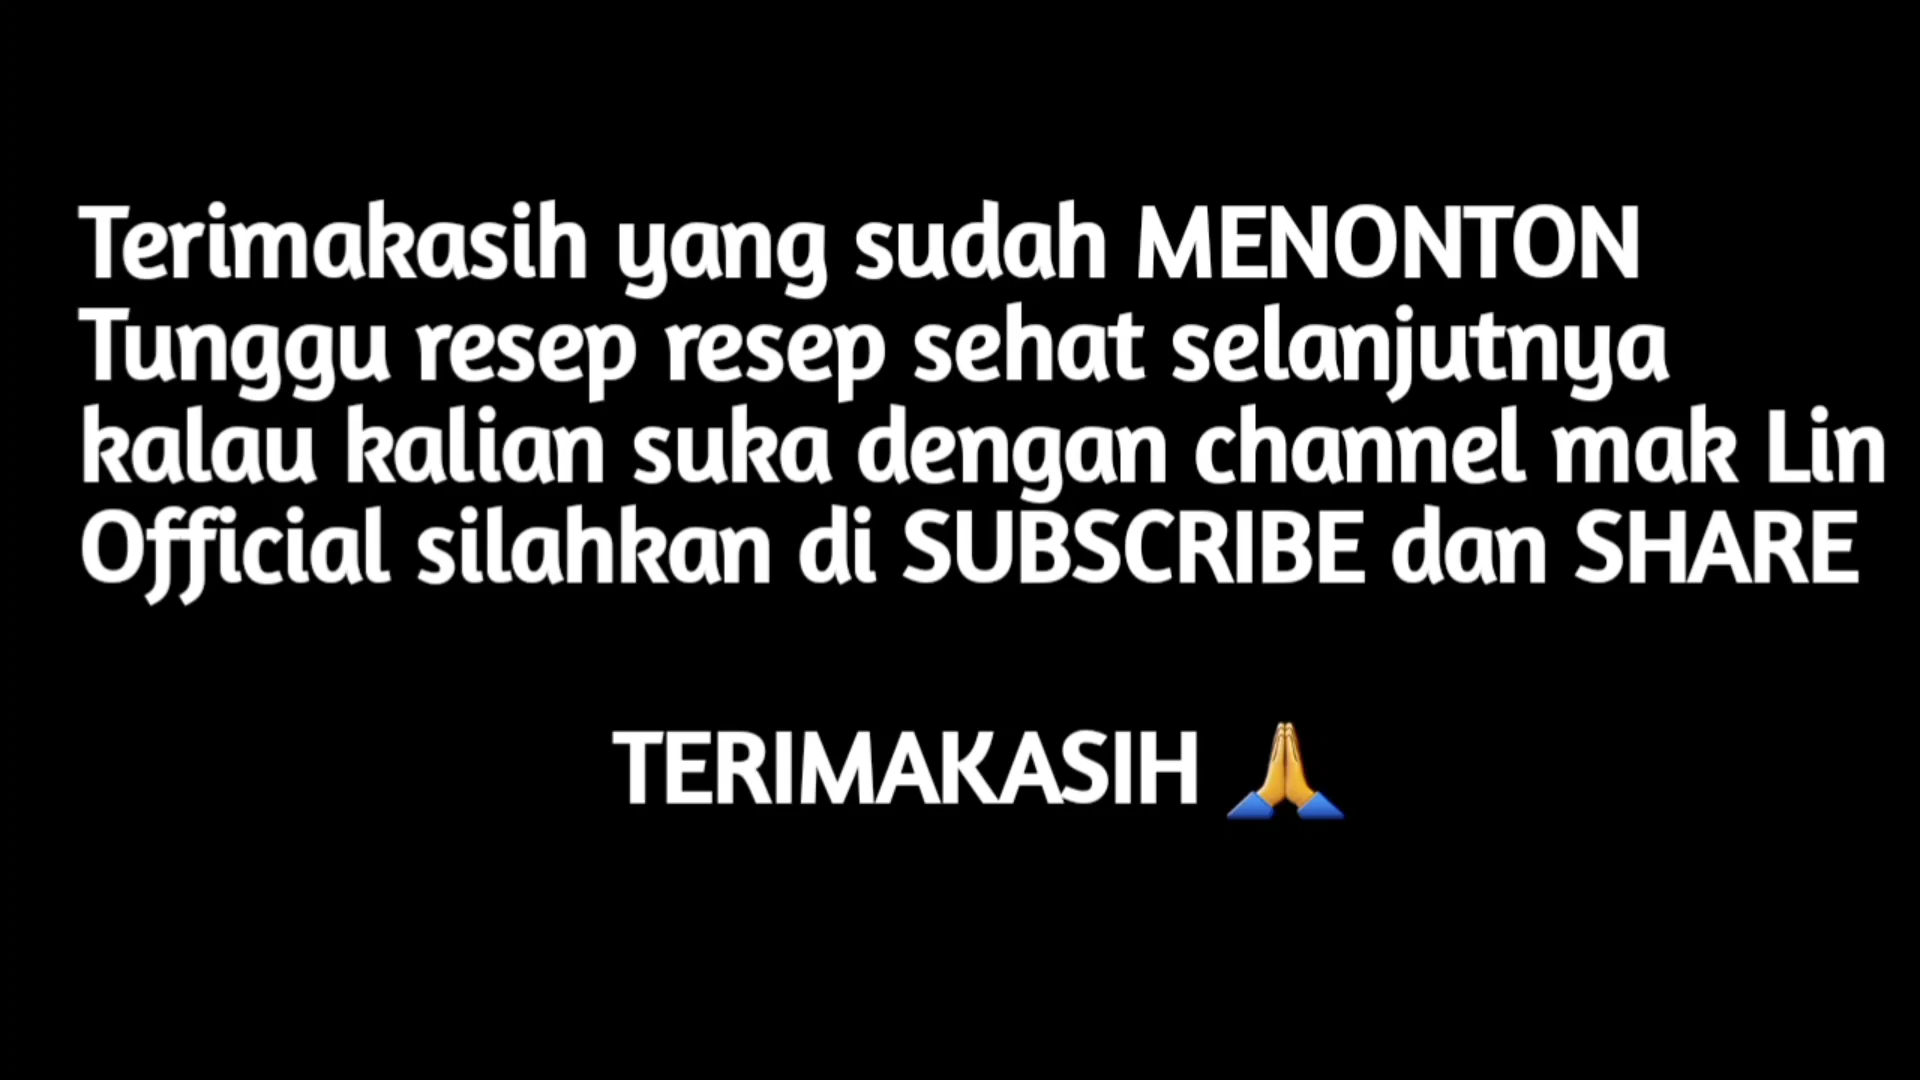 Terimakasih yang sudah MENONTON
Tunggu resep resep sehat selanjutnya
kalau kalian suka dengan channel mak Lin
Official silahkan di SUBSCRIBE dan SHARE
TERIMAKASIH 🙏